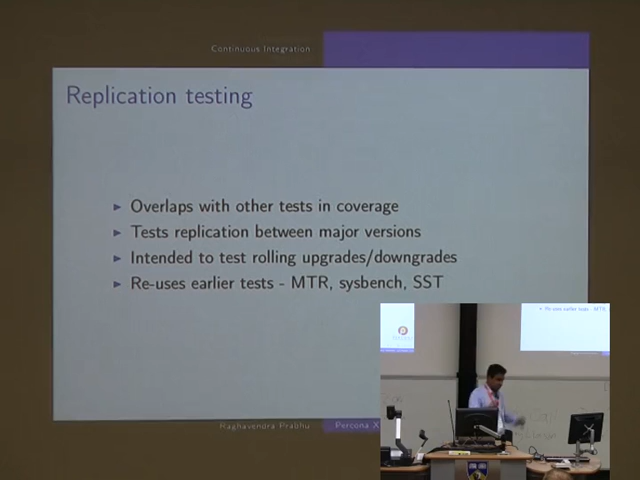 Continuous Integration
Replication testing
Overlaps with other tests in coverage
Tests replication between major versions
Intended to test rolling upgrades/downgrades
Re-uses earlier tests - MTR, sysbench, SST
Raghavendra Prabhu
Percona X
Re-uses earlier tests - MTR,